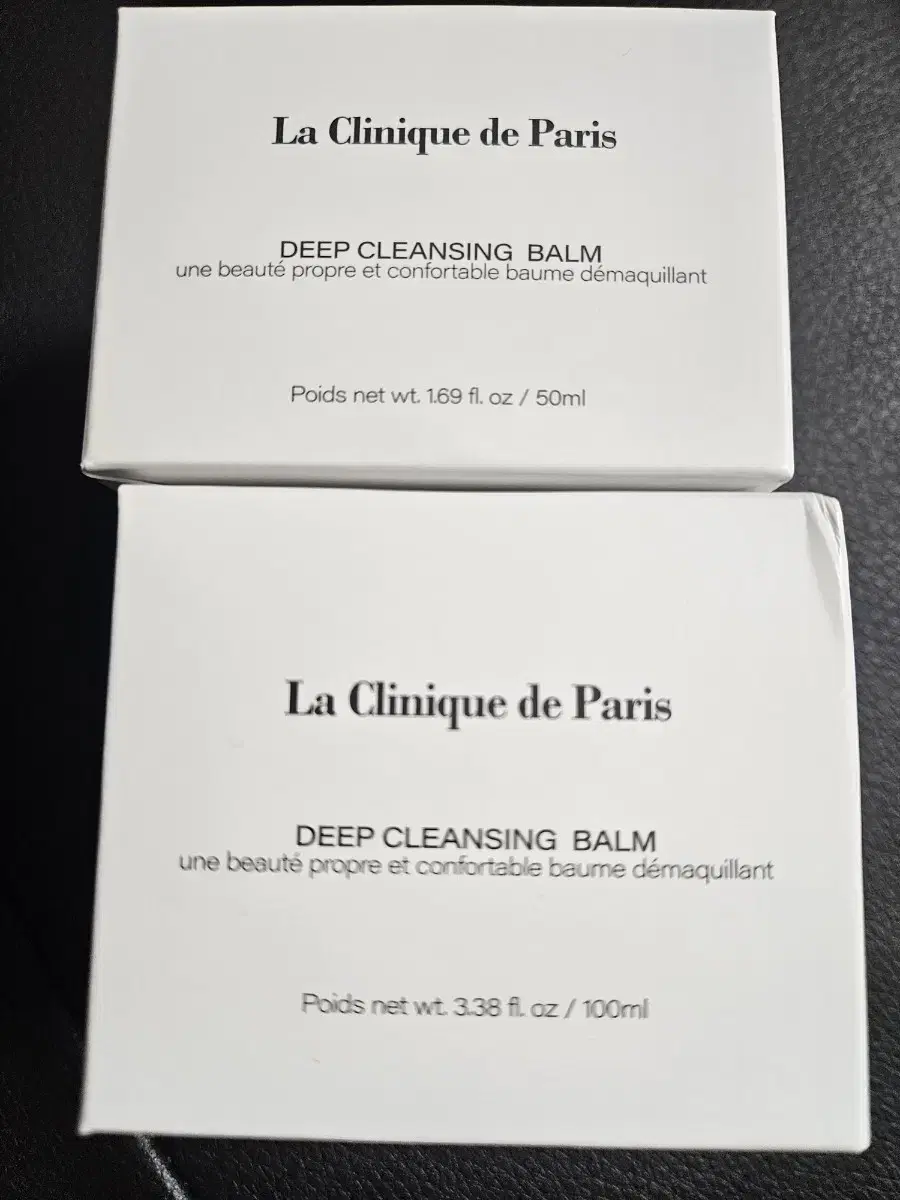 La Clinique de Paris
DEEP CLEANSING BALM
une beauté propre et confortable baume démaquillant
Poids net wt. 1.69 fl. oz / 50ml
La Clinique de Paris
DEEP CLEANSING BALM
une beauté propre et confortable baume démaquillant
Poids net wt. 3.38 fl. oz / 100ml